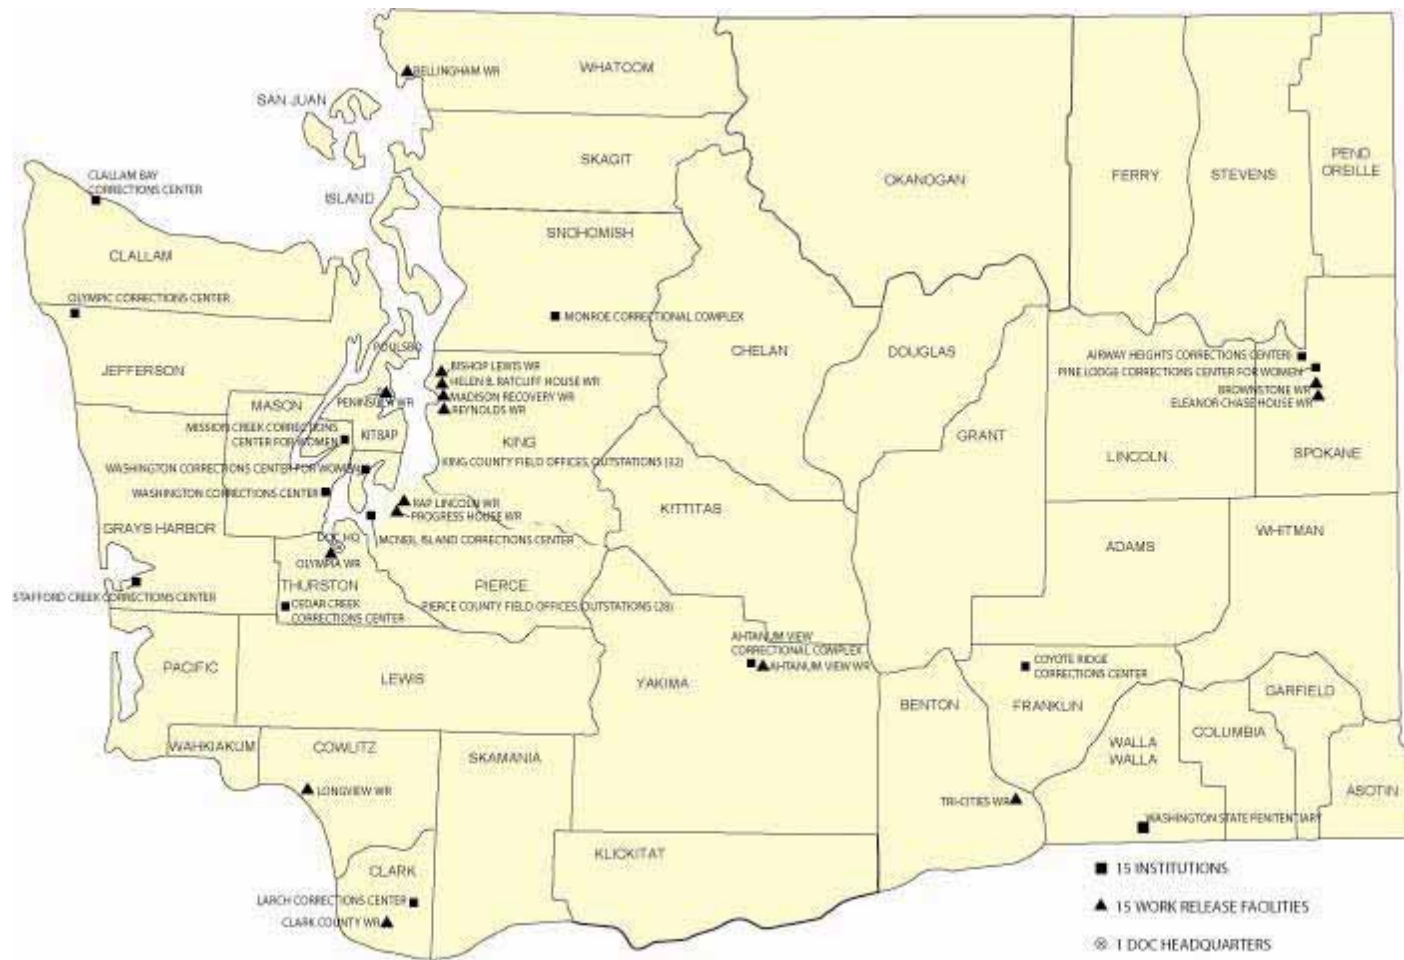 BELLINGHAM WR
WHATCOM
SAN JUAN
SKAGIT
PEND
OREILLE
CLALLAM BAY
CORRECTIONS CENTER
OKANOGAN
FERRY
STEVENS
ISLAND
SNOHOMISH
CLALLAM
OLYMPIC CORRECTIONS CENTER
MONROE CORRECTIONAL COMPLEX
POULSBO
CHELAN
DOUGLAS
AIRWAY HEIGHTS CORRECTIONS CENTER
PINE LODGE CORRECTIONS CENTER FOR WOMEN
BROWNSTONE WR
ELEANOR CHASE HOUSE WR
JEFFERSON
BISHOP LEWIS WR
HELEN B. RATCLIFF HOUSE WR
MADISON RECOVERY WR
REYNOLDS WR
PENINSULA WR
MASON
MISSION CREEK CORRECTIONS
CENTER FOR WOMEN
KITSAP
KING
GRANT
LINCOLN
SPOKANE
KING COUNTY FIELD OFFICES, OUTSTATIONS (32)
WASHINGTON CORRECTIONS CENTER FOR WOMEN
WASHINGTON CORRECTIONS CENTER
RAP LINCOLN WR
PROGRESS HOUSE WR
KITTITAS
GRAYS HARBOR
WHITMAN
DOC HQ
MCNEIL ISLAND CORRECTIONS CENTER
ADAMS
OLYMPIA WR
THURSTON
PIERCE
STAFFORD CREEK CORRECTIONS CENTER
CEDAR CREEK
CORRECTIONS CENTER
PIERCE COUNTY FIELD OFFICES, OUTSTATIONS (28)
AHTANUM VIEW
CORRECTIONAL COMPLEX
AHTANUM VIEW WR
COYOTE RIDGE
CORRECTIONS CENTER
PACIFIC
LEWIS
YAKIMA
BENTON
FRANKLIN
GARFIELD
COLUMBIA
WAHKIAKUM
COWLITZ
SKAMANIA
WALLA
WALLA
LONGVIEW WR
TRI-CITIES WR
ASOTIN
WASHINGTON STATE PENITENTIARY
KLICKITAT
CLARK
LARCH CORRECTIONS CENTER
CLARK COUNTY WR
15 INSTITUTIONS
15 WORK RELEASE FACILITIES
1 DOC HEADQUARTERS